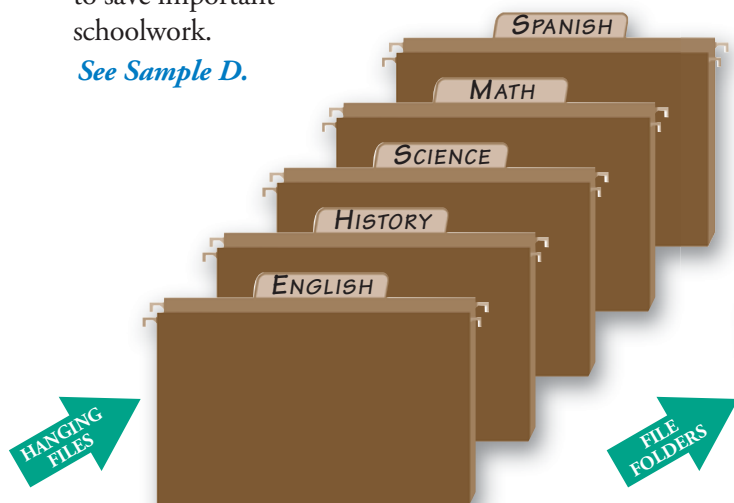 to save important
schoolwork.
See Sample D.
SPANISH
MATH
SCIENCE
HISTORY
ENGLISH
HANGING
FILES
FILE
FOLDERS